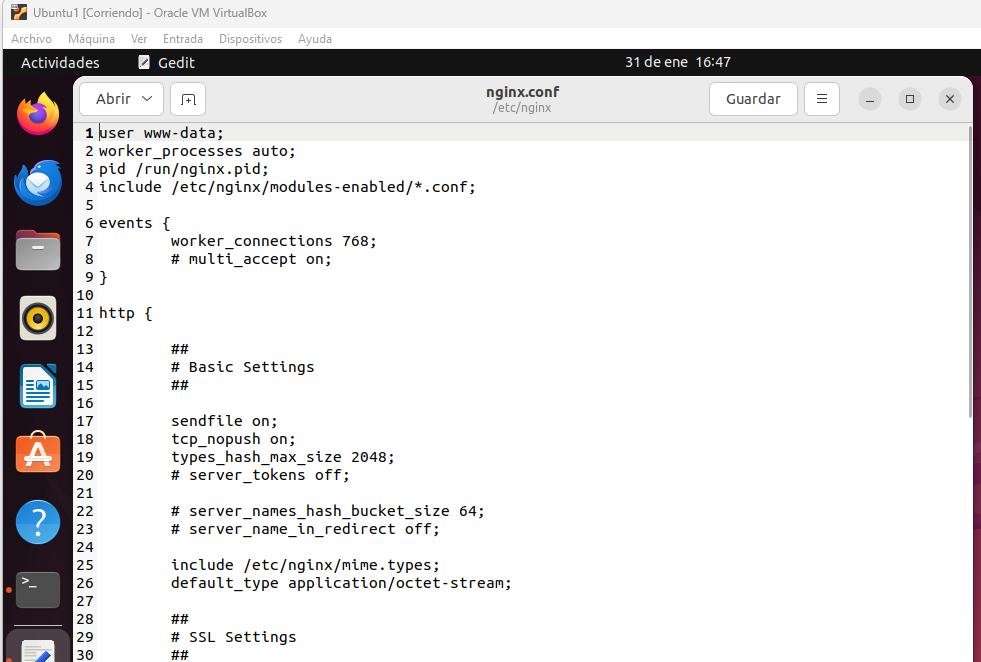 Ubuntu1 [Corriendo] - Oracle VM VirtualBox
Archivo Máquina Ver Entrada Dispositivos Ayuda
Actividades Gedit 31 de ene 16:47
Abrir nginx.conf Guardar
/etc/nginx
1 user www-data;
2 worker_processes auto;
3 pid /run/nginx.pid;
4 include /etc/nginx/modules-enabled/*.conf;
5
6 events {
7 worker_connections 768;
8 # multi_accept on;
9 }
10
11 http {
12
13 ##
14 # Basic Settings
15 ##
16
17 sendfile on;
18 tcp_nopush on;
19 types_hash_max_size 2048;
20 # server_tokens off;
21
22 # server_names_hash_bucket_size 64;
23 # server_name_in_redirect off;
24
25 include /etc/nginx/mime.types;
26 default_type application/octet-stream;
27
28 ##
29 # SSL Settings
30 ##